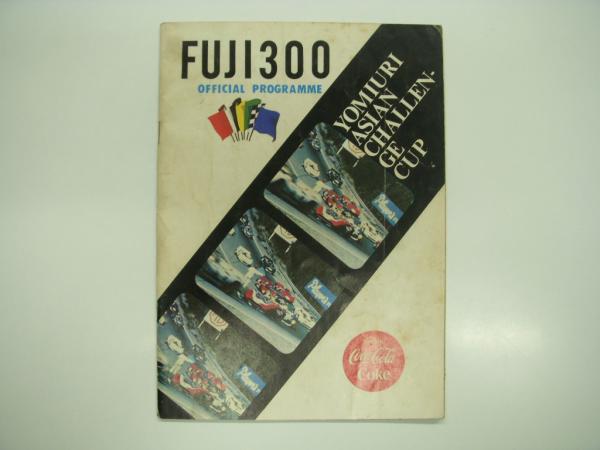 FUJI300
OFFICIAL PROGRAMME
YOMIURI
ASIAN
CHALLEN-
GE
CUP
Coca-Cola
Coke